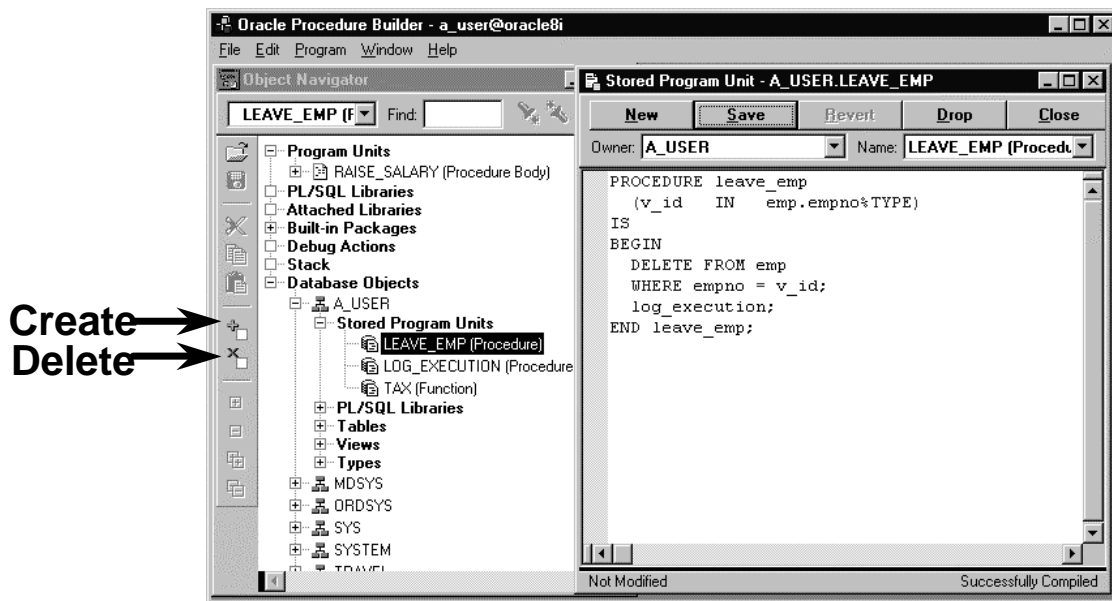 Oracle Procedure Builder - a_user@oracle8i
File Edit Program Window Help
Object Navigator
LEAVE_EMP (F Find:
Program Units
RAISE_SALARY (Procedure Body)
PL/SQL Libraries
Attached Libraries
Built-in Packages
Debug Actions
Stack
Database Objects
A_USER
Stored Program Units
LEAVE_EMP (Procedure)
LOG_EXECUTION (Procedure
TAX (Function)
PL/SQL Libraries
Tables
Views
Types
MDSYS
ORDSYS
SYS
SYSTEM
TRAVEL
Create
Delete
Stored Program Unit - A_USER.LEAVE_EMP
New Save Revert Drop Close
Owner: A_USER Name: LEAVE_EMP (Procedu
PROCEDURE leave_emp
(v_id IN emp.empno%TYPE)
IS
BEGIN
DELETE FROM emp
WHERE empno = v_id;
log_execution;
END leave_emp;
Not Modified Successfully Compiled